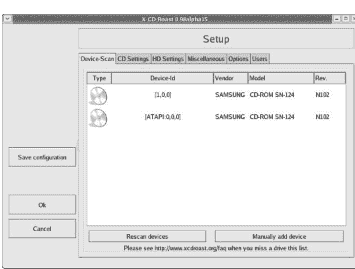 X-CD-Roast 0.98alpha15
Setup
Device-Scan CD Settings HD Settings Miscellaneous Options Users
Type Device-Id Vendor Model Rev.
[1,0,0] SAMSUNG CD-ROM SN-124 N102
[ATAPI:0,0,0] SAMSUNG CD-ROM SN-124 N102
Save configuration
Ok
Cancel
Rescan devices Manually add device
Please see http://www.xcdroast.org/faq when you miss a drive this list.